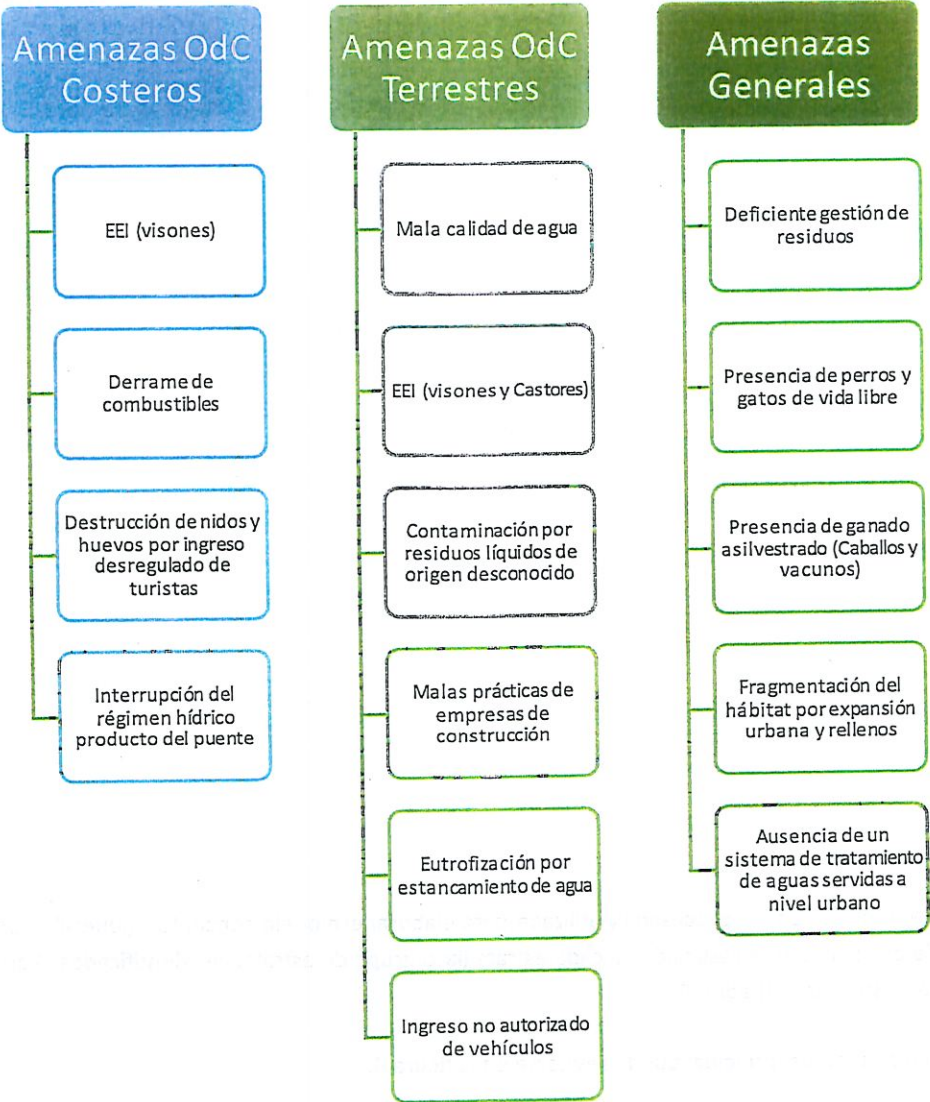 Amenazas OdC
Costeros
EEI (visones)
Derrame de
combustibles
Destrucción de nidos y
huevos por ingreso
desregulado de
turistas
Interrupción del
régimen hídrico
producto del puente
Amenazas OdC
Terrestres
Mala calidad de agua
EEI (visones y Castores)
Contaminación por
residuos líquidos de
origen desconocido
Malas prácticas de
empresas de
construcción
Eutrofización por
estancamiento de agua
Ingreso no autorizado
de vehículos
Amenazas
Generales
Deficiente gestión de
residuos
Presencia de perros y
gatos de vida libre
Presencia de ganado
asilvestrado (Caballos y
vacunos)
Fragmentación del
hábitat por expansión
urbana y rellenos
Ausencia de un
sistema de tratamiento
de aguas servidas a
nivel urbano